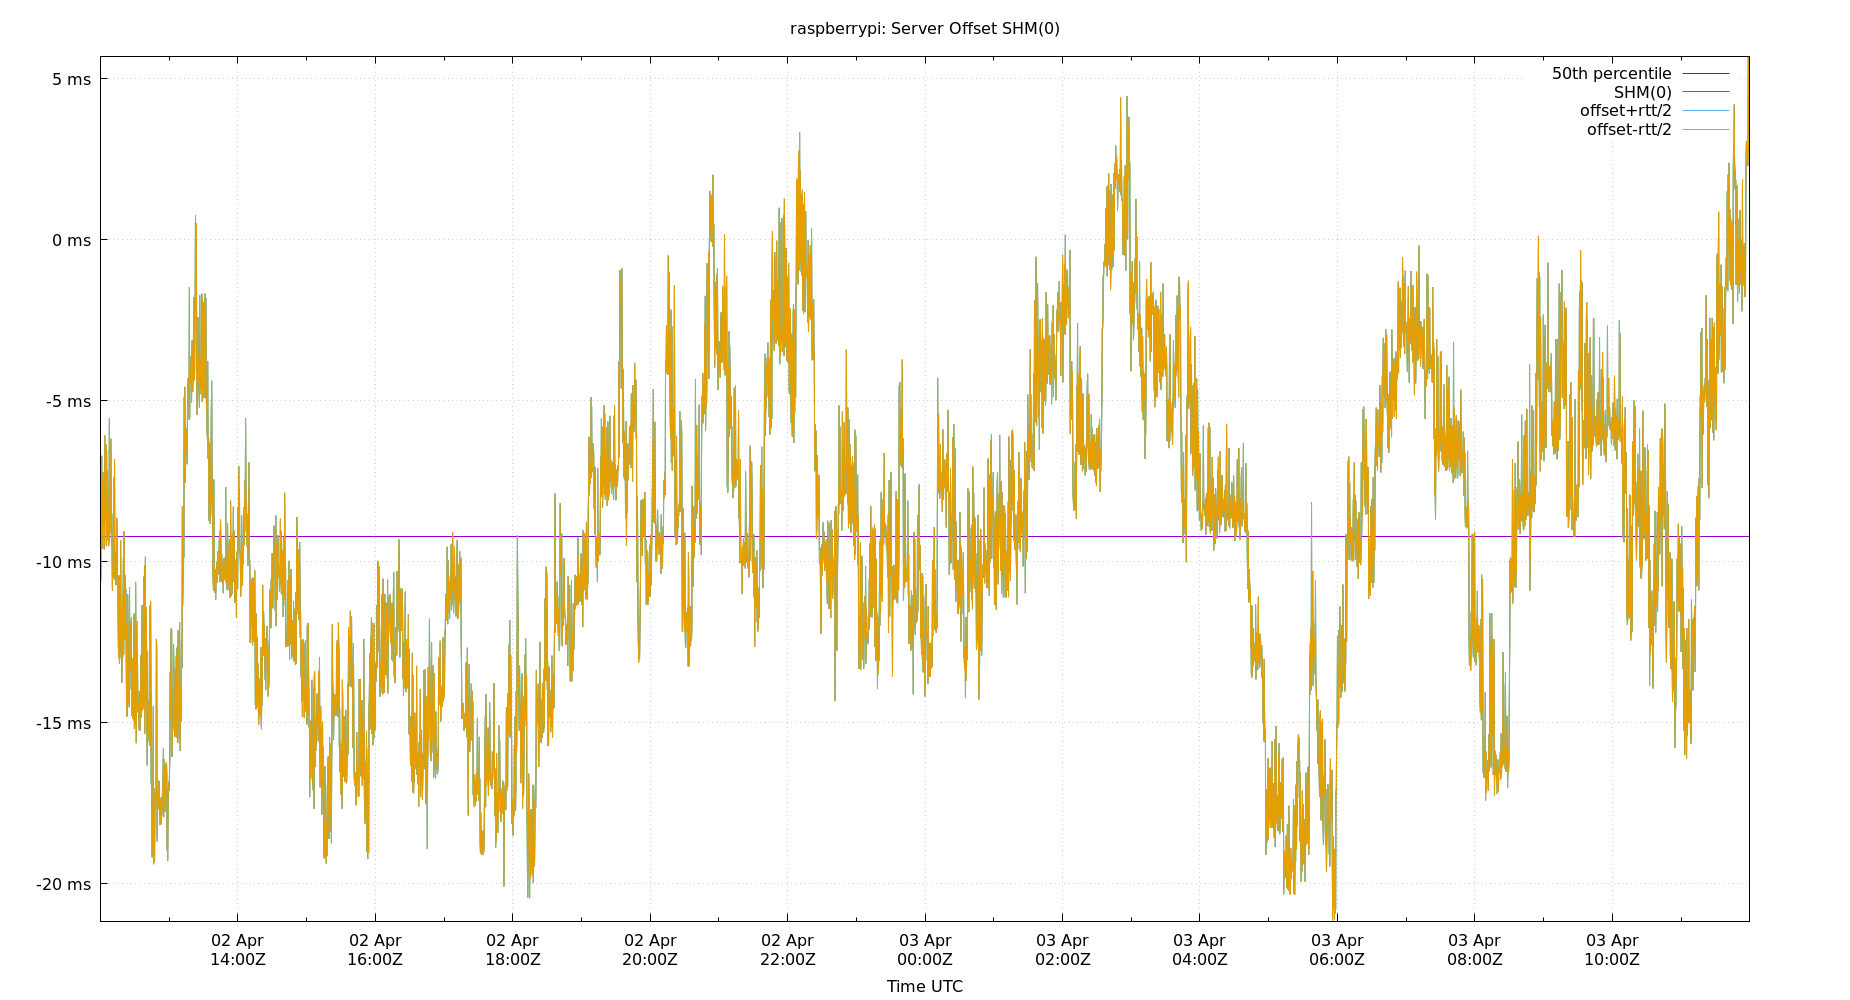 raspberrypi: Server Offset SHM(0)
5 ms
0 ms
-5 ms
-10 ms
-15 ms
-20 ms
50th percentile
SHM(0)
offset+rtt/2
offset-rtt/2
02 Apr
14:00Z
02 Apr
16:00Z
02 Apr
18:00Z
02 Apr
20:00Z
02 Apr
22:00Z
03 Apr
00:00Z
03 Apr
02:00Z
03 Apr
04:00Z
03 Apr
06:00Z
03 Apr
08:00Z
03 Apr
10:00Z
Time UTC